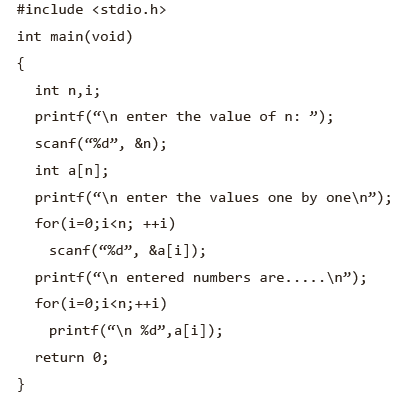 #include <stdio.h>
int main(void)
{
int n,i;
printf(“\n enter the value of n: ”);
scanf(“%d”, &n);
int a[n];
printf(“\n enter the values one by one\n”);
for(i=0;i<n; ++i)
scanf(“%d”, &a[i]);
printf(“\n entered numbers are.....\n”);
for(i=0;i<n;++i)
printf(“\n %d”,a[i]);
return 0;
}